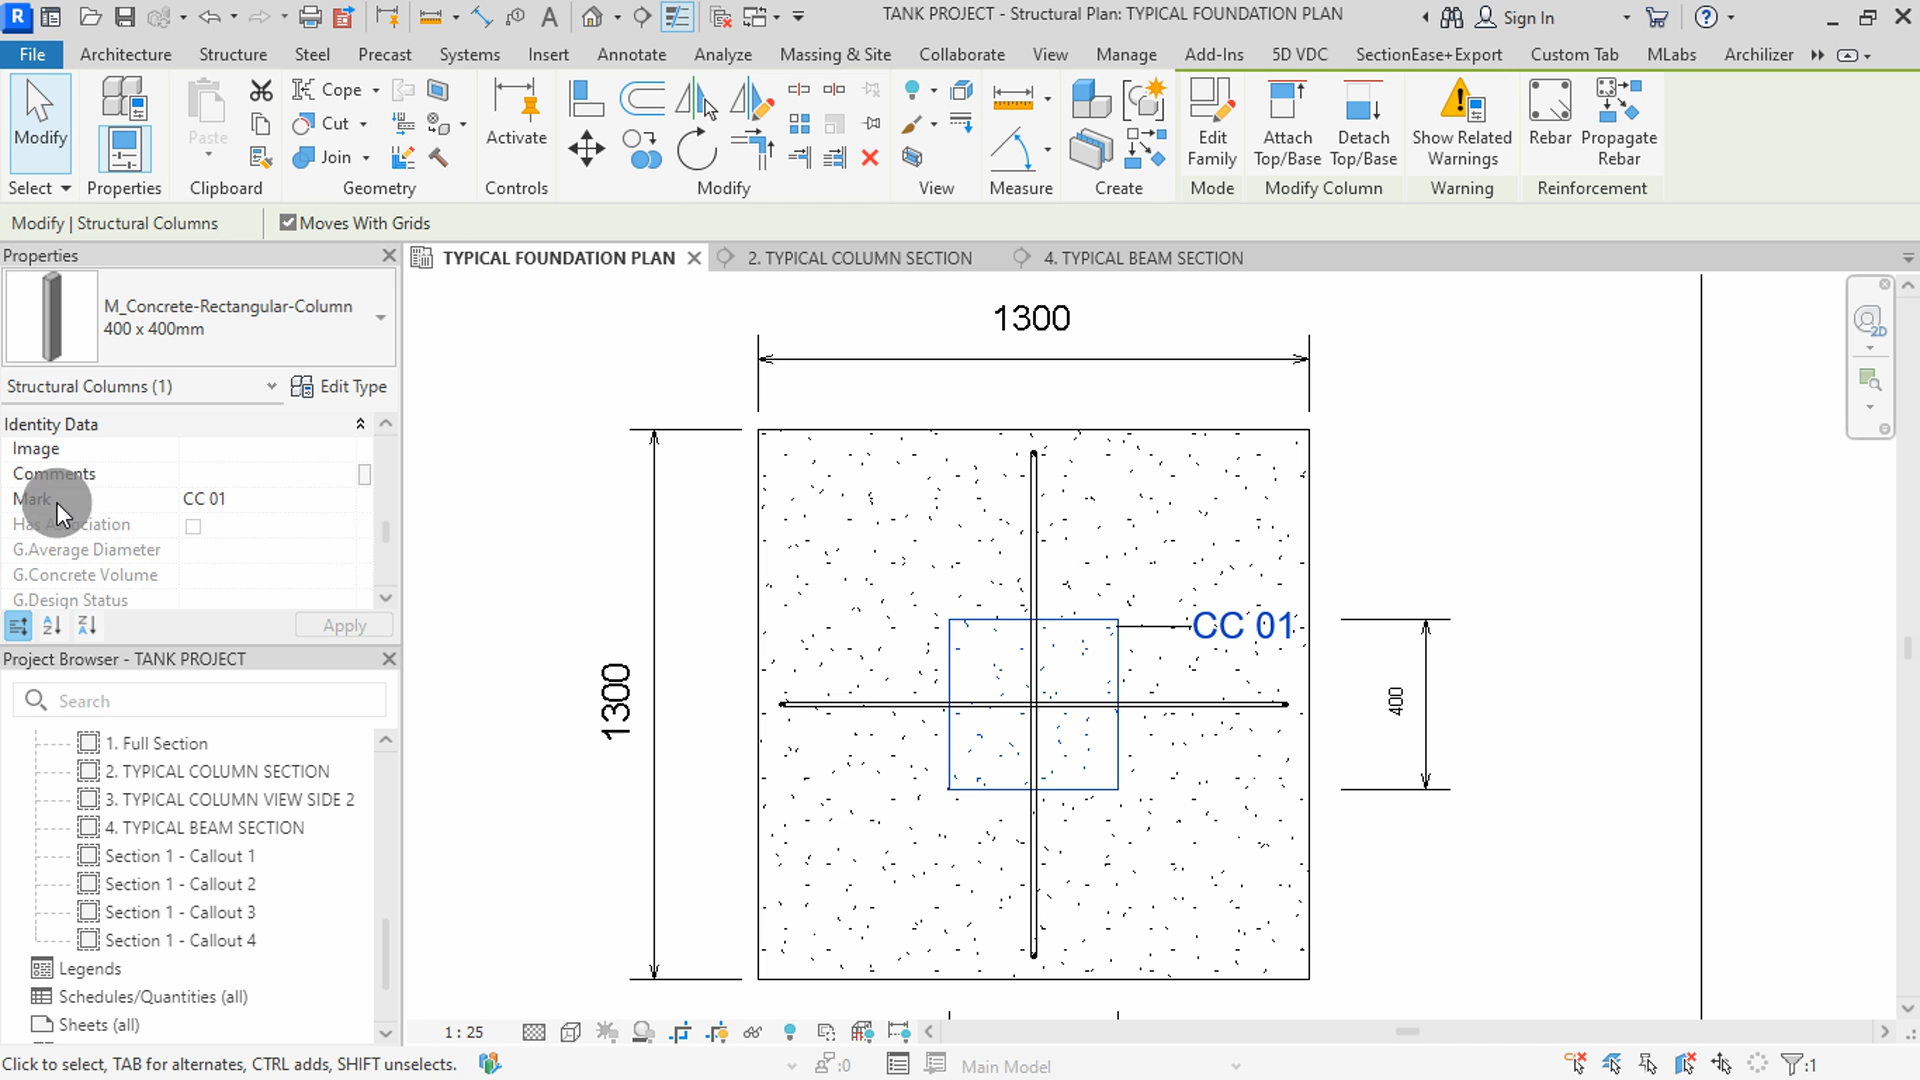 R
TANK PROJECT - Structural Plan: TYPICAL FOUNDATION PLAN
Sign In
File Architecture Structure Steel Precast Systems Insert Annotate Analyze Massing & Site Collaborate View Manage Add-Ins 5D VDC SectionEase+Export Custom Tab MLabs Archilizer
Modify
Paste
Cope
Cut
Join
Activate
Edit Family
Attach Top/Base
Detach Top/Base
Show Related Warnings
Rebar
Propagate Rebar
Select Properties Clipboard Geometry Controls Modify View Measure Create Mode Modify Column Warning Reinforcement
Modify | Structural Columns Moves With Grids
Properties
M_Concrete-Rectangular-Column
400 x 400mm
Structural Columns (1) Edit Type
Identity Data
Image
Comments
Mark CC 01
Has Association
G.Average Diameter
G.Concrete Volume
G.Design Status
Apply
Project Browser - TANK PROJECT
Search
1. Full Section
2. TYPICAL COLUMN SECTION
3. TYPICAL COLUMN VIEW SIDE 2
4. TYPICAL BEAM SECTION
Section 1 - Callout 1
Section 1 - Callout 2
Section 1 - Callout 3
Section 1 - Callout 4
Legends
Schedules/Quantities (all)
Sheets (all)
TYPICAL FOUNDATION PLAN 2. TYPICAL COLUMN SECTION 4. TYPICAL BEAM SECTION
1300
1300
CC 01
400
2D
1 : 25
Click to select, TAB for alternates, CTRL adds, SHIFT unselects.
:0
Main Model
:1